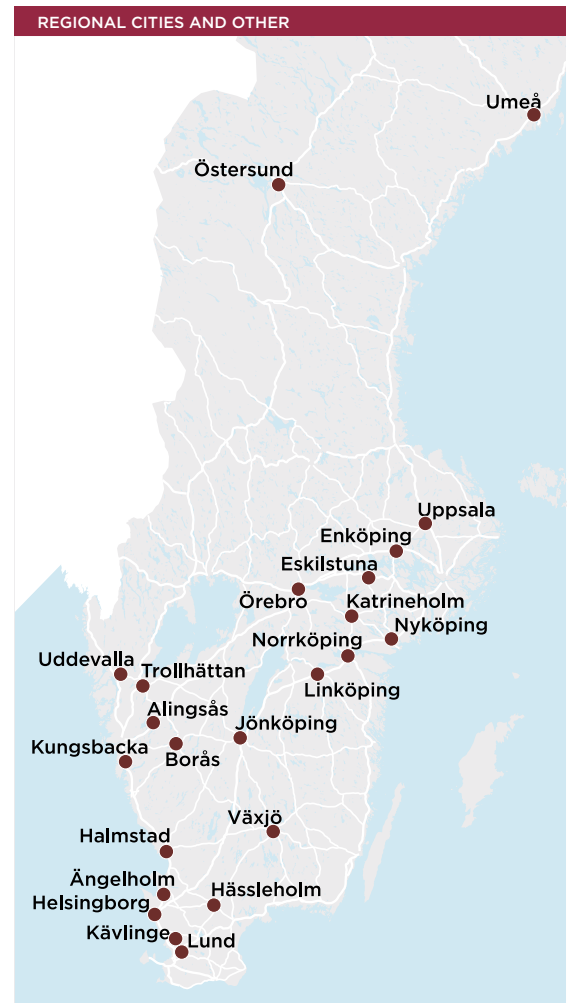 REGIONAL CITIES AND OTHER
Umeå
Östersund
Uppsala
Enköping
Eskilstuna
Örebro
Katrineholm
Nyköping
Norrköping
Uddevalla
Trollhättan
Linköping
Alingsås
Jönköping
Kungsbacka
Borås
Växjö
Halmstad
Ängelholm
Hässleholm
Helsingborg
Kävlinge
Lund